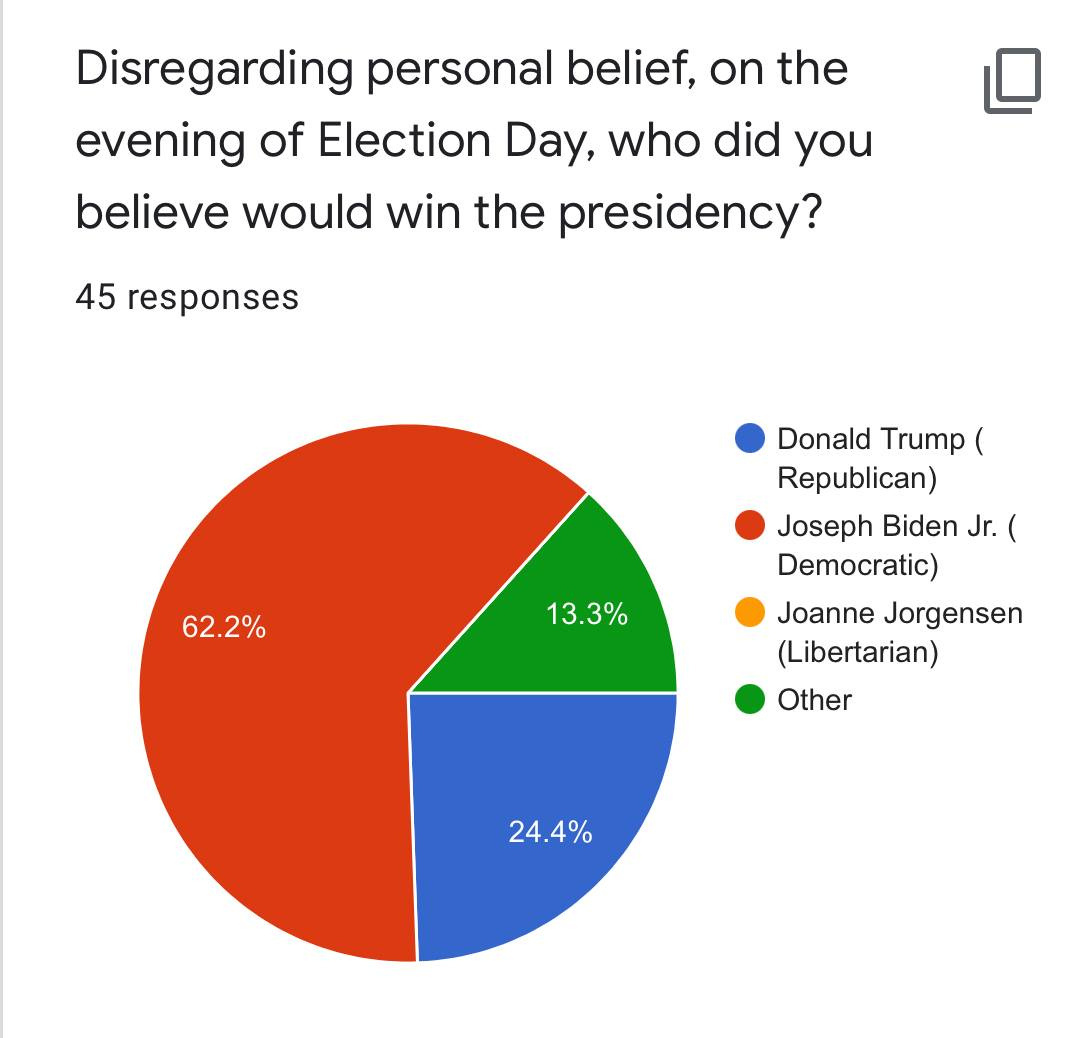 Disregarding personal belief, on the
evening of Election Day, who did you
believe would win the presidency?
45 responses
Donald Trump (
Republican)
Joseph Biden Jr. (
Democratic)
Joanne Jorgensen
(Libertarian)
Other
62.2%
13.3%
24.4%